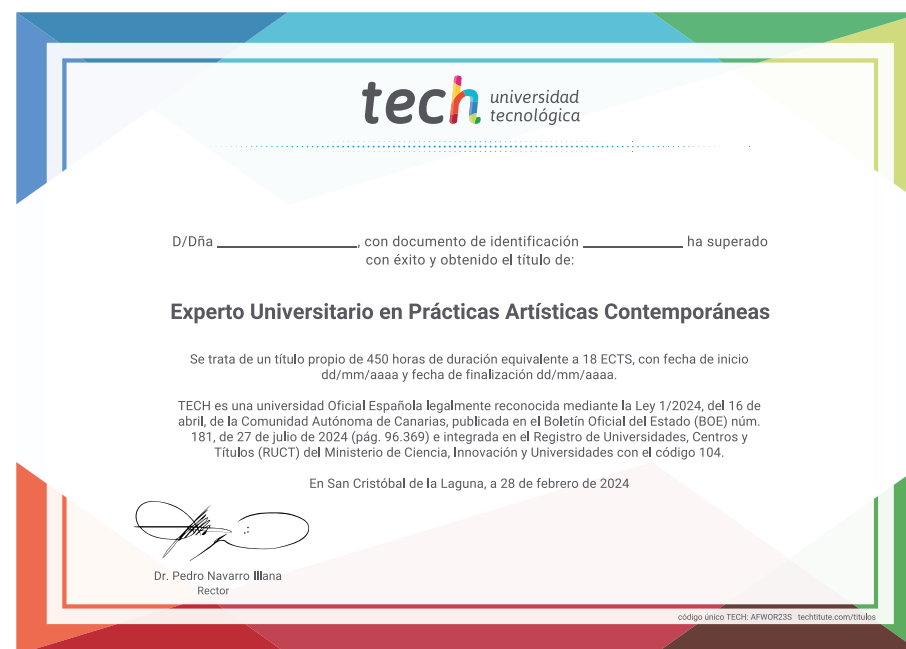 tech universidad
tecnológica
D/Dña ____________, con documento de identificación ____________ ha superado
con éxito y obtenido el título de:
Experto Universitario en Prácticas Artísticas Contemporáneas
Se trata de un título propio de 450 horas de duración equivalente a 18 ECTS, con fecha de inicio
dd/mm/aaaa y fecha de finalización dd/mm/aaaa.
TECH es una universidad Oficial Española legalmente reconocida mediante la Ley 1/2024, del 16 de
abril, de la Comunidad Autónoma de Canarias, publicada en el Boletín Oficial del Estado (BOE) núm.
181, de 27 de julio de 2024 (pág. 96.369) e integrada en el Registro de Universidades, Centros y
Títulos (RUCT) del Ministerio de Ciencia, Innovación y Universidades con el código 104.
En San Cristóbal de la Laguna, a 28 de febrero de 2024
Dr. Pedro Navarro Illana
Rector
código único TECH: AFWOR23S techtitute.com/titulos